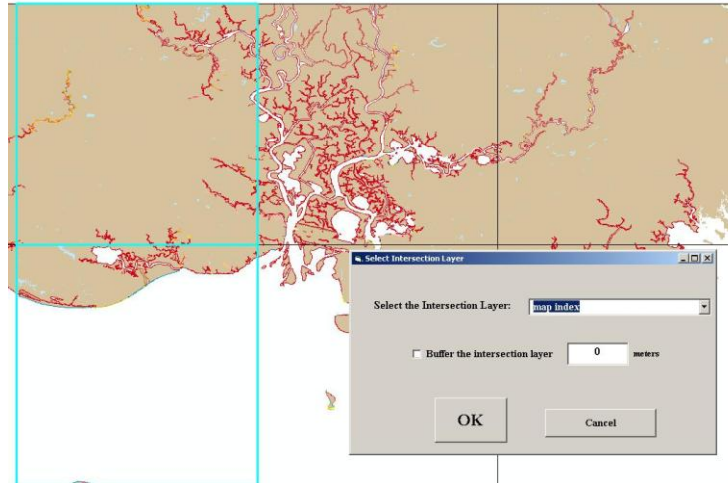 Select Intersection Layer
Select the Intersection Layer: map index
Buffer the intersection layer 0 meters
OK Cancel